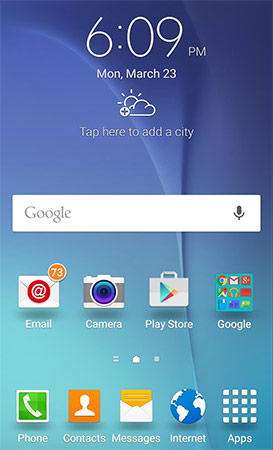 6:09 PM
Mon, March 23
Tap here to add a city
Google
73
Email Camera Play Store Google
Phone Contacts Messages Internet Apps